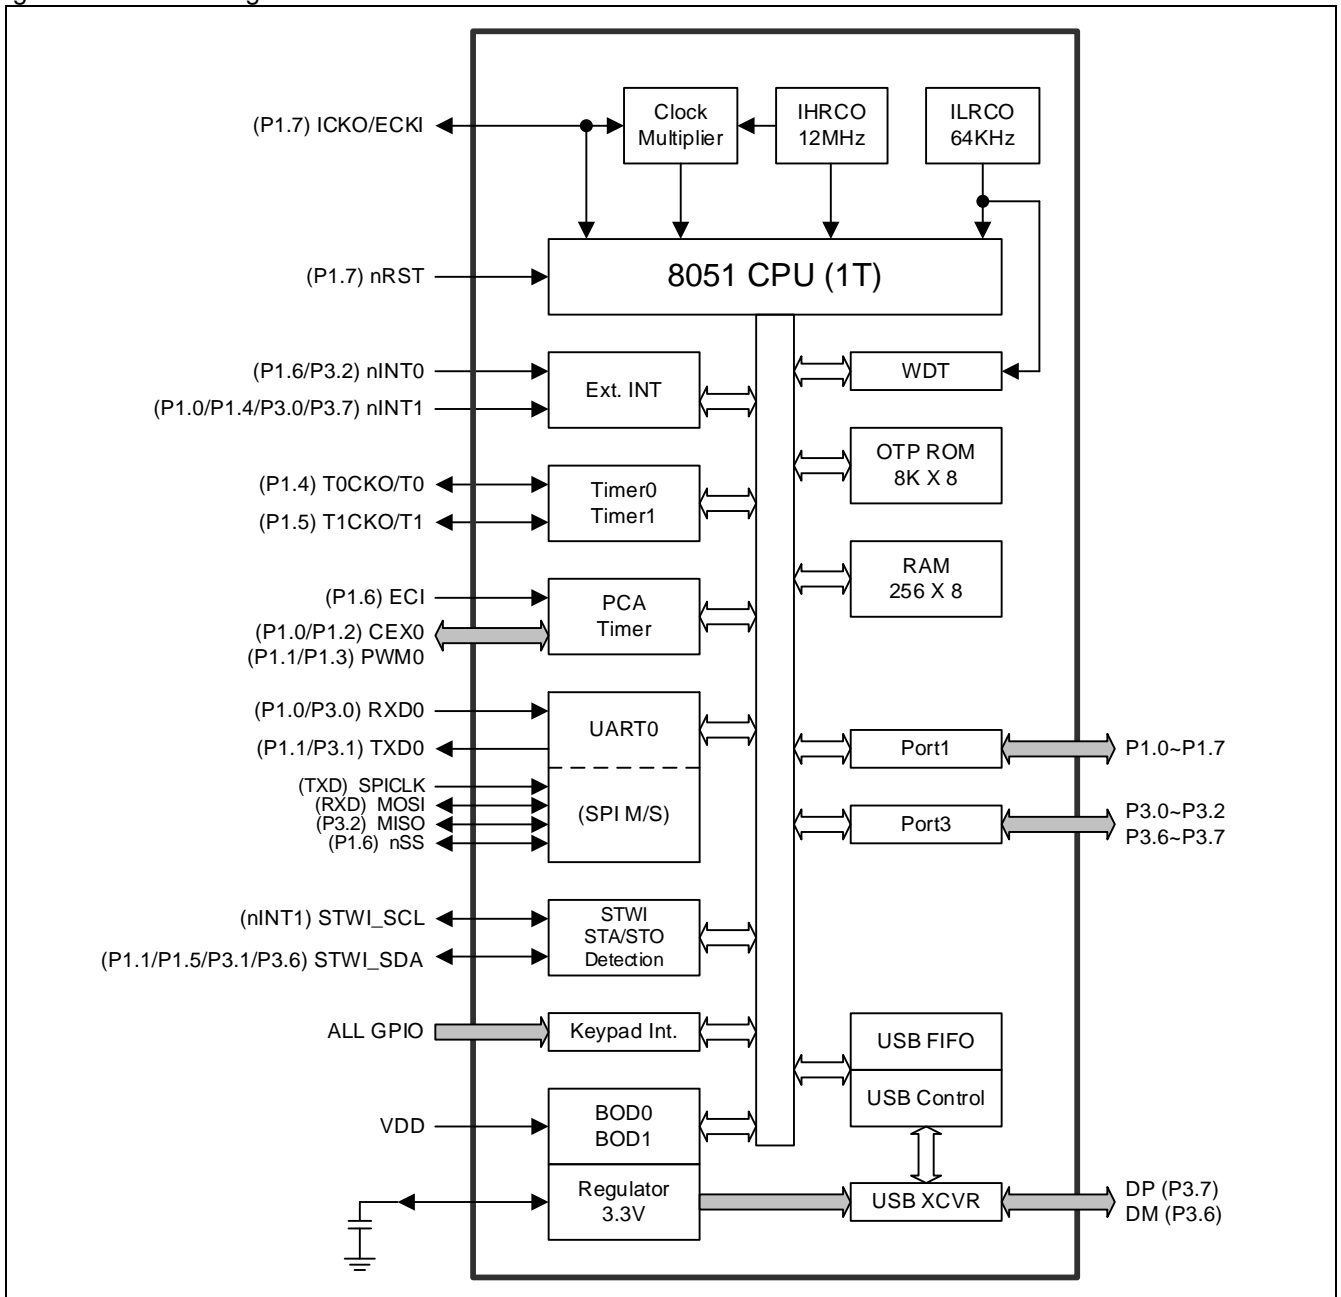 Clock
Multiplier
IHRCO
12MHz
ILRCO
64KHz
(P1.7) ICKO/ECKI
8051 CPU (1T)
(P1.7) nRST
(P1.6/P3.2) nINT0
(P1.0/P1.4/P3.0/P3.7) nINT1
Ext. INT
WDT
OTP ROM
8K X 8
(P1.4) T0CKO/T0
(P1.5) T1CKO/T1
Timer0
Timer1
RAM
256 X 8
(P1.6) ECI
(P1.0/P1.2) CEX0
(P1.1/P1.3) PWM0
PCA
Timer
(P1.0/P3.0) RXD0
(P1.1/P3.1) TXD0
UART0
Port1
P1.0~P1.7
(TXD) SPICLK
(RXD) MOSI
(P3.2) MISO
(P1.6) nSS
(SPI M/S)
Port3
P3.0~P3.2
P3.6~P3.7
(nINT1) STWI_SCL
(P1.1/P1.5/P3.1/P3.6) STWI_SDA
STWI
STA/STO
Detection
ALL GPIO
Keypad Int.
USB FIFO
USB Control
VDD
BOD0
BOD1
Regulator
3.3V
USB XCVR
DP (P3.7)
DM (P3.6)